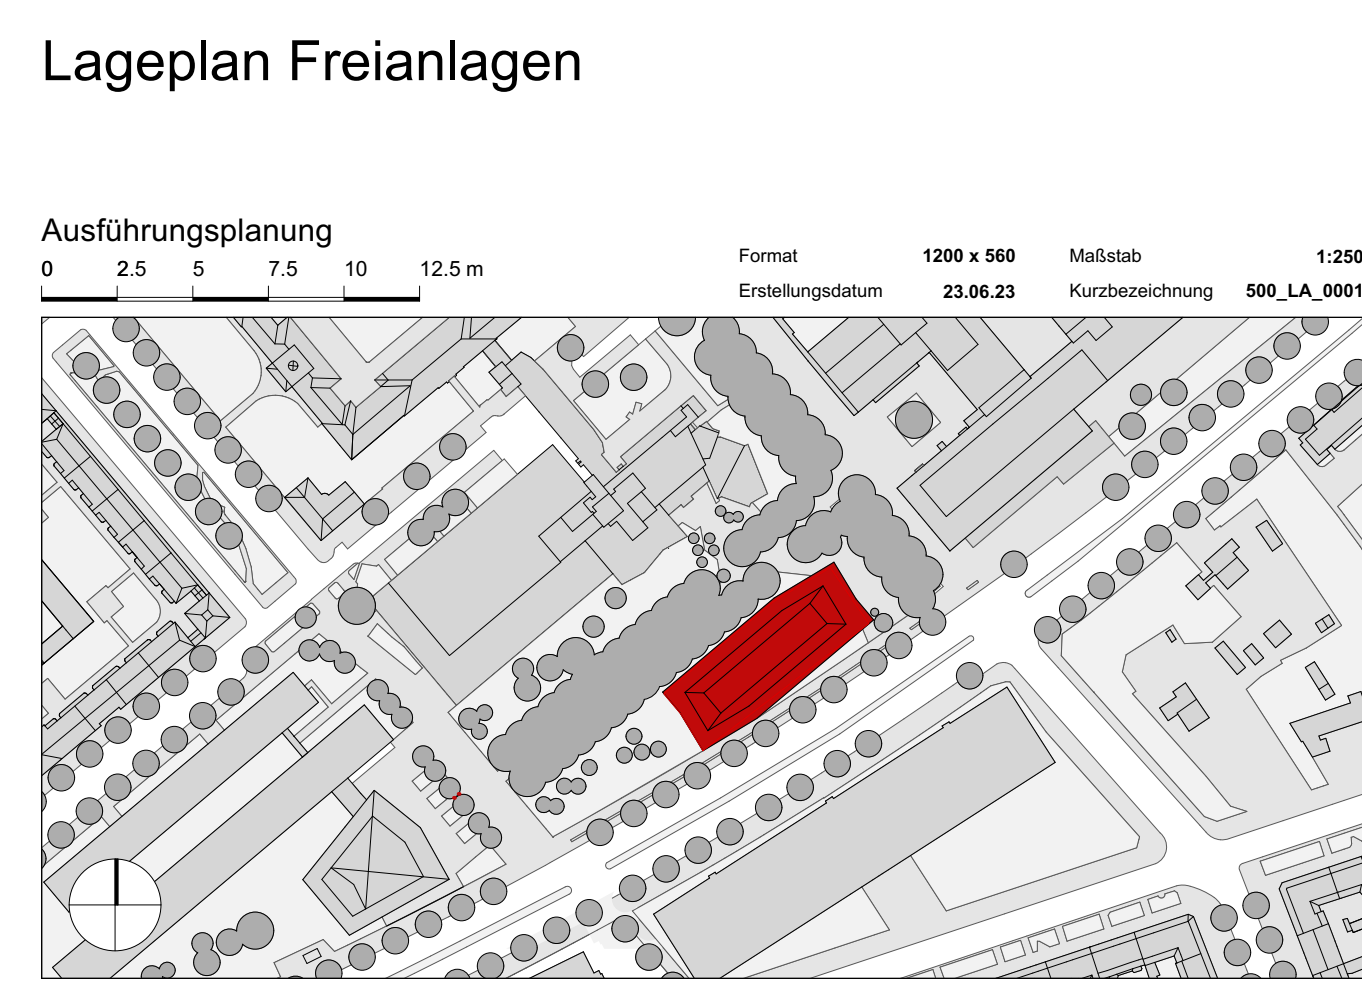 Lageplan Freianlagen
Ausführungsplanung
0 2.5 5 7.5 10 12.5 m
Format 1200 x 560 Maßstab 1:250
Erstellungsdatum 23.06.23 Kurzbezeichnung 500_LA_0001